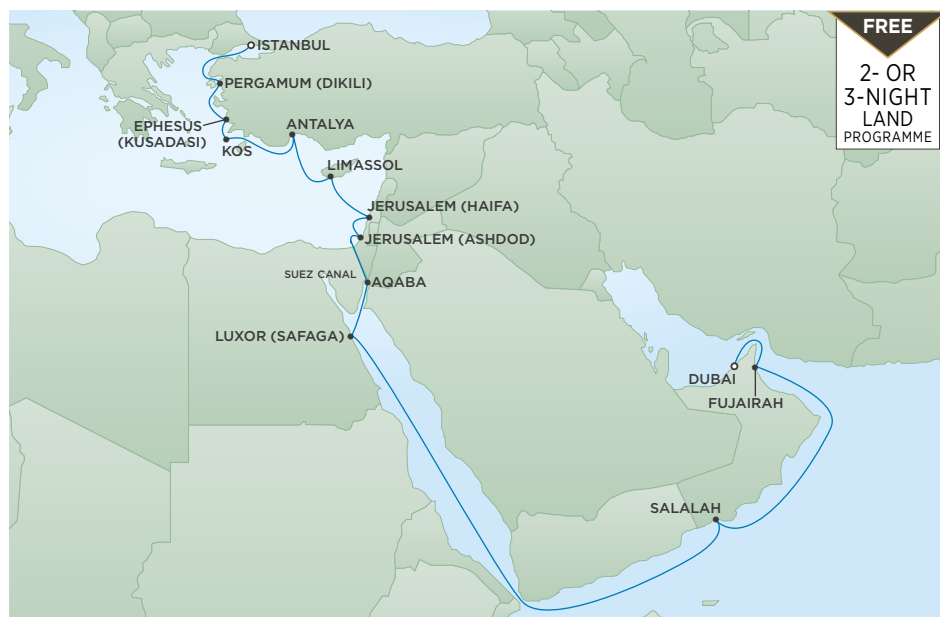 FREE
2- OR
3-NIGHT
LAND
PROGRAMME
ISTANBUL
PERGAMUM (DIKILI)
EPHESUS
(KUSADASI)
KOS
ANTALYA
LIMASSOL
JERUSALEM (HAIFA)
JERUSALEM (ASHDOD)
SUEZ CANAL
AQABA
LUXOR (SAFAGA)
DUBAI
FUJAIRAH
SALALAH